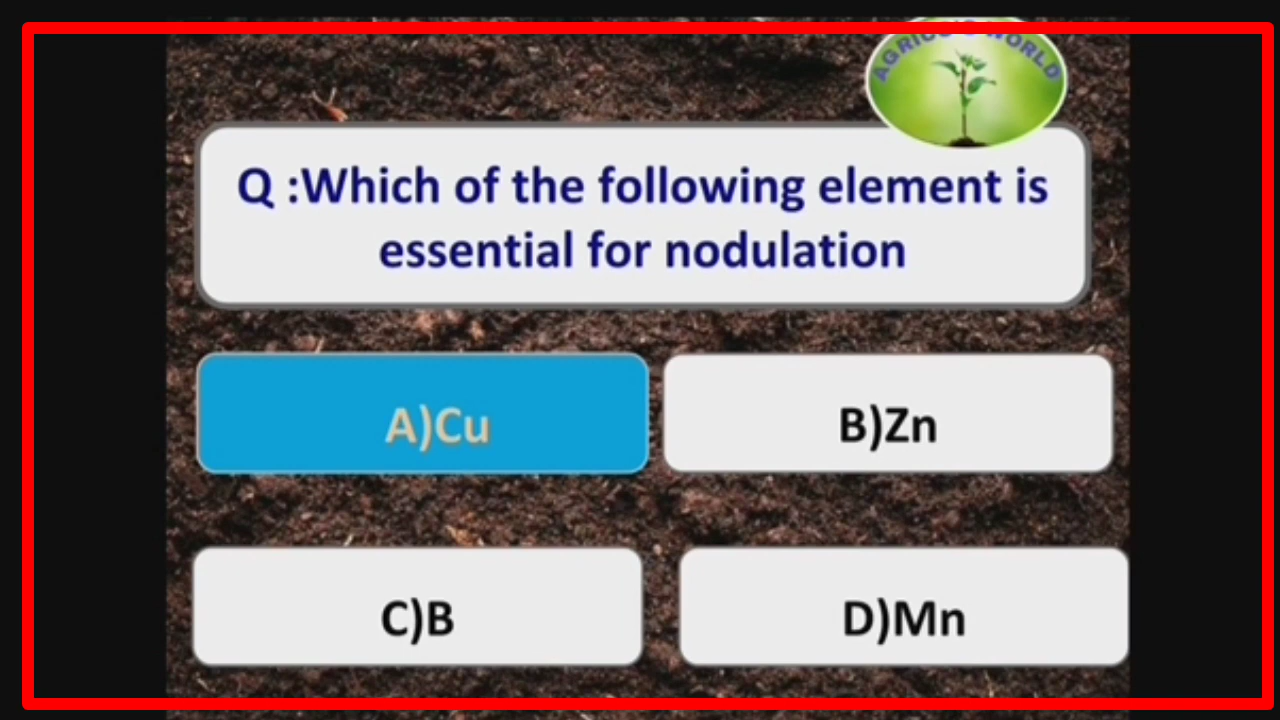 Q :Which of the following element is
essential for nodulation
A)Cu
B)Zn
C)B
D)Mn